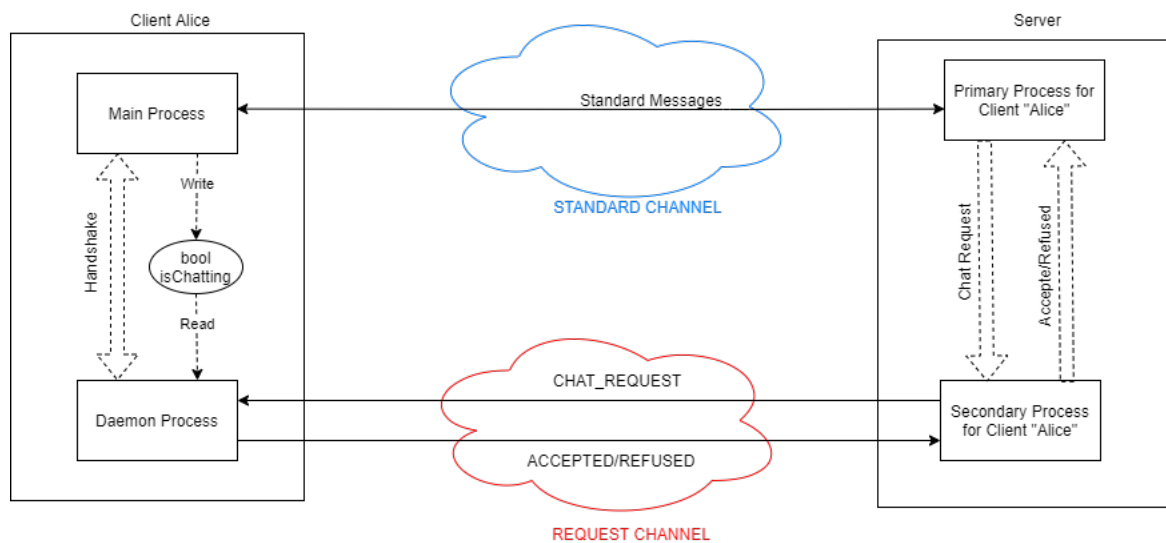 Client Alice
Server
Main Process
Standard Messages
Primary Process for
Client "Alice"
STANDARD CHANNEL
Write
Handshake
bool
isChatting
Read
Chat Request
Accepte/Refused
Daemon Process
CHAT_REQUEST
ACCEPTED/REFUSED
Secondary Process
for Client "Alice"
REQUEST CHANNEL